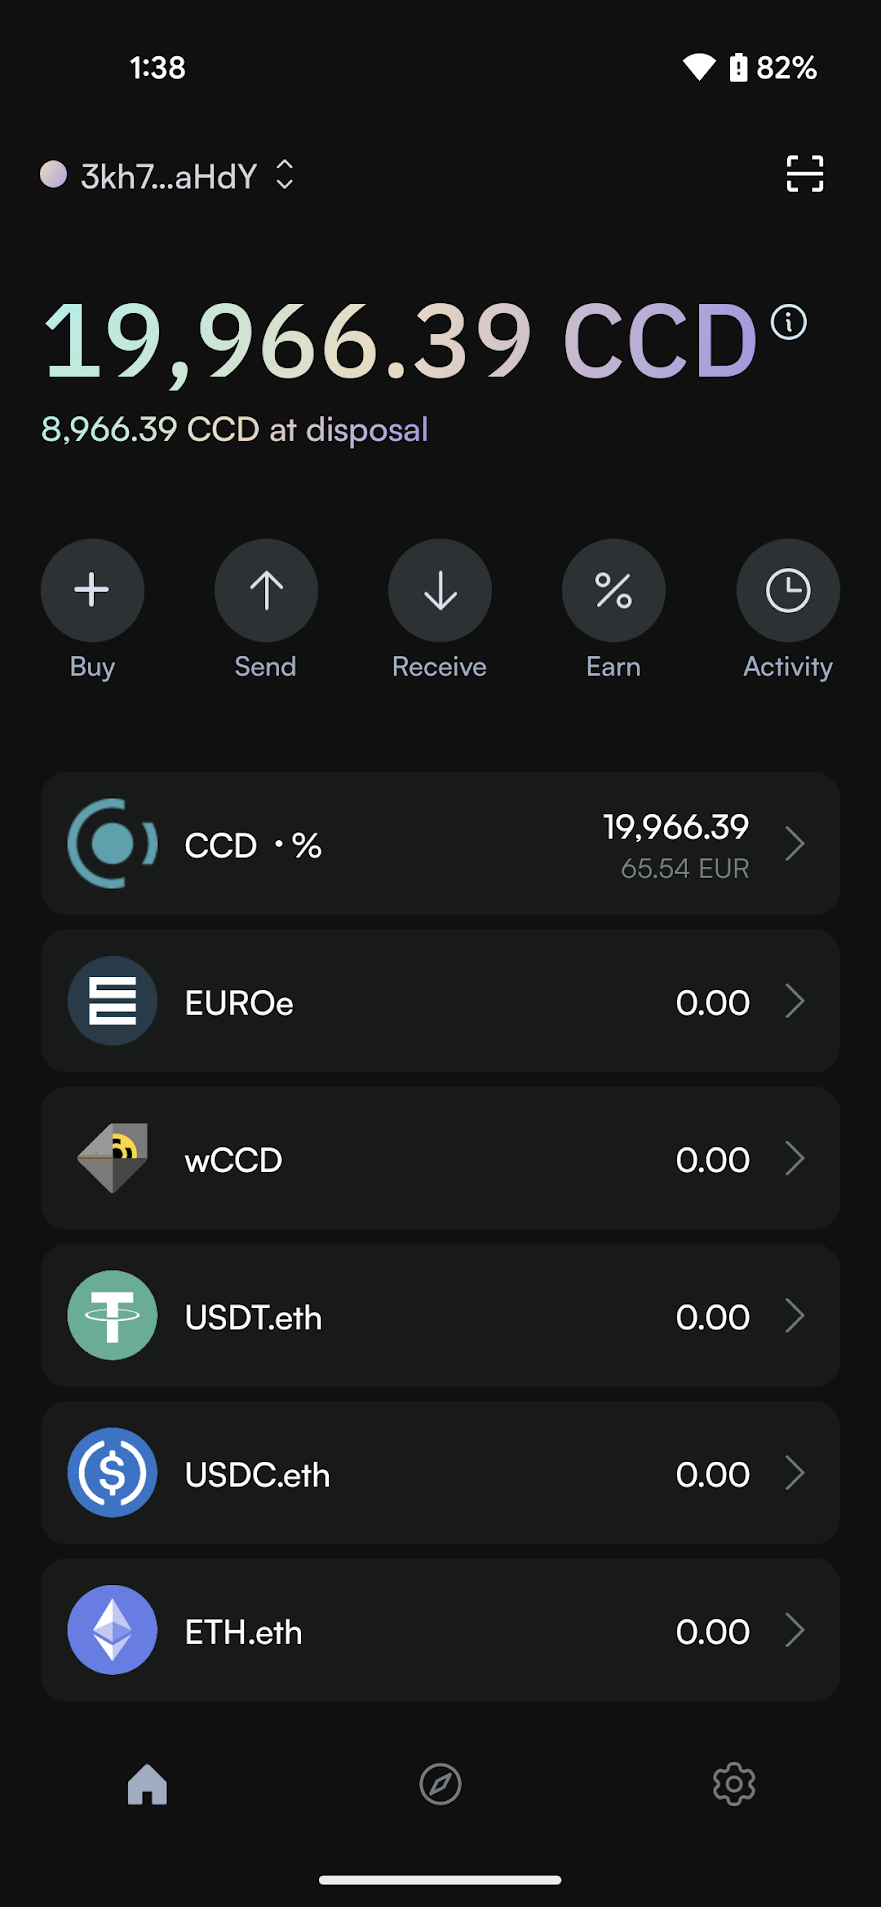 1:38 82%
3kh7...aHdY
19,966.39 CCD
8,966.39 CCD at disposal
Buy Send Receive Earn Activity
CCD · % 19,966.39
65.54 EUR
EUROe 0.00
wCCD 0.00
USDT.eth 0.00
USDC.eth 0.00
ETH.eth 0.00